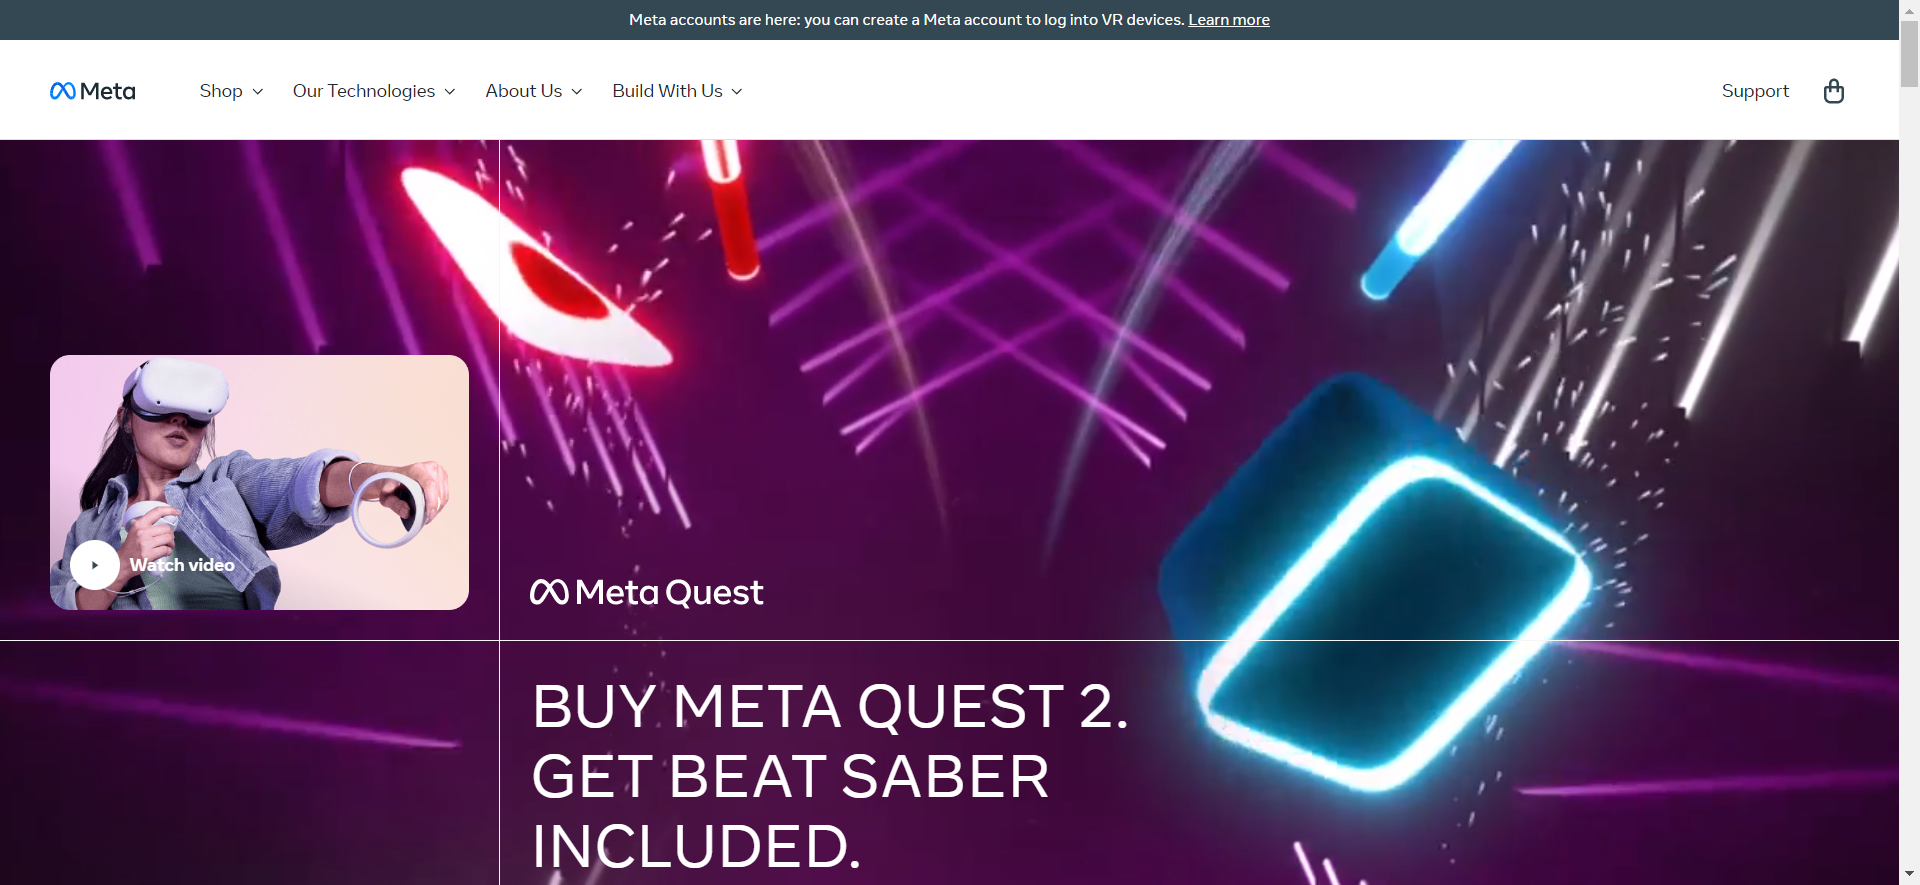 Meta accounts are here: you can create a Meta account to log into VR devices. Learn more
Meta
Shop
Our Technologies
About Us
Build With Us
Support
Watch video
Meta Quest
BUY META QUEST 2.
GET BEAT SABER
INCLUDED.